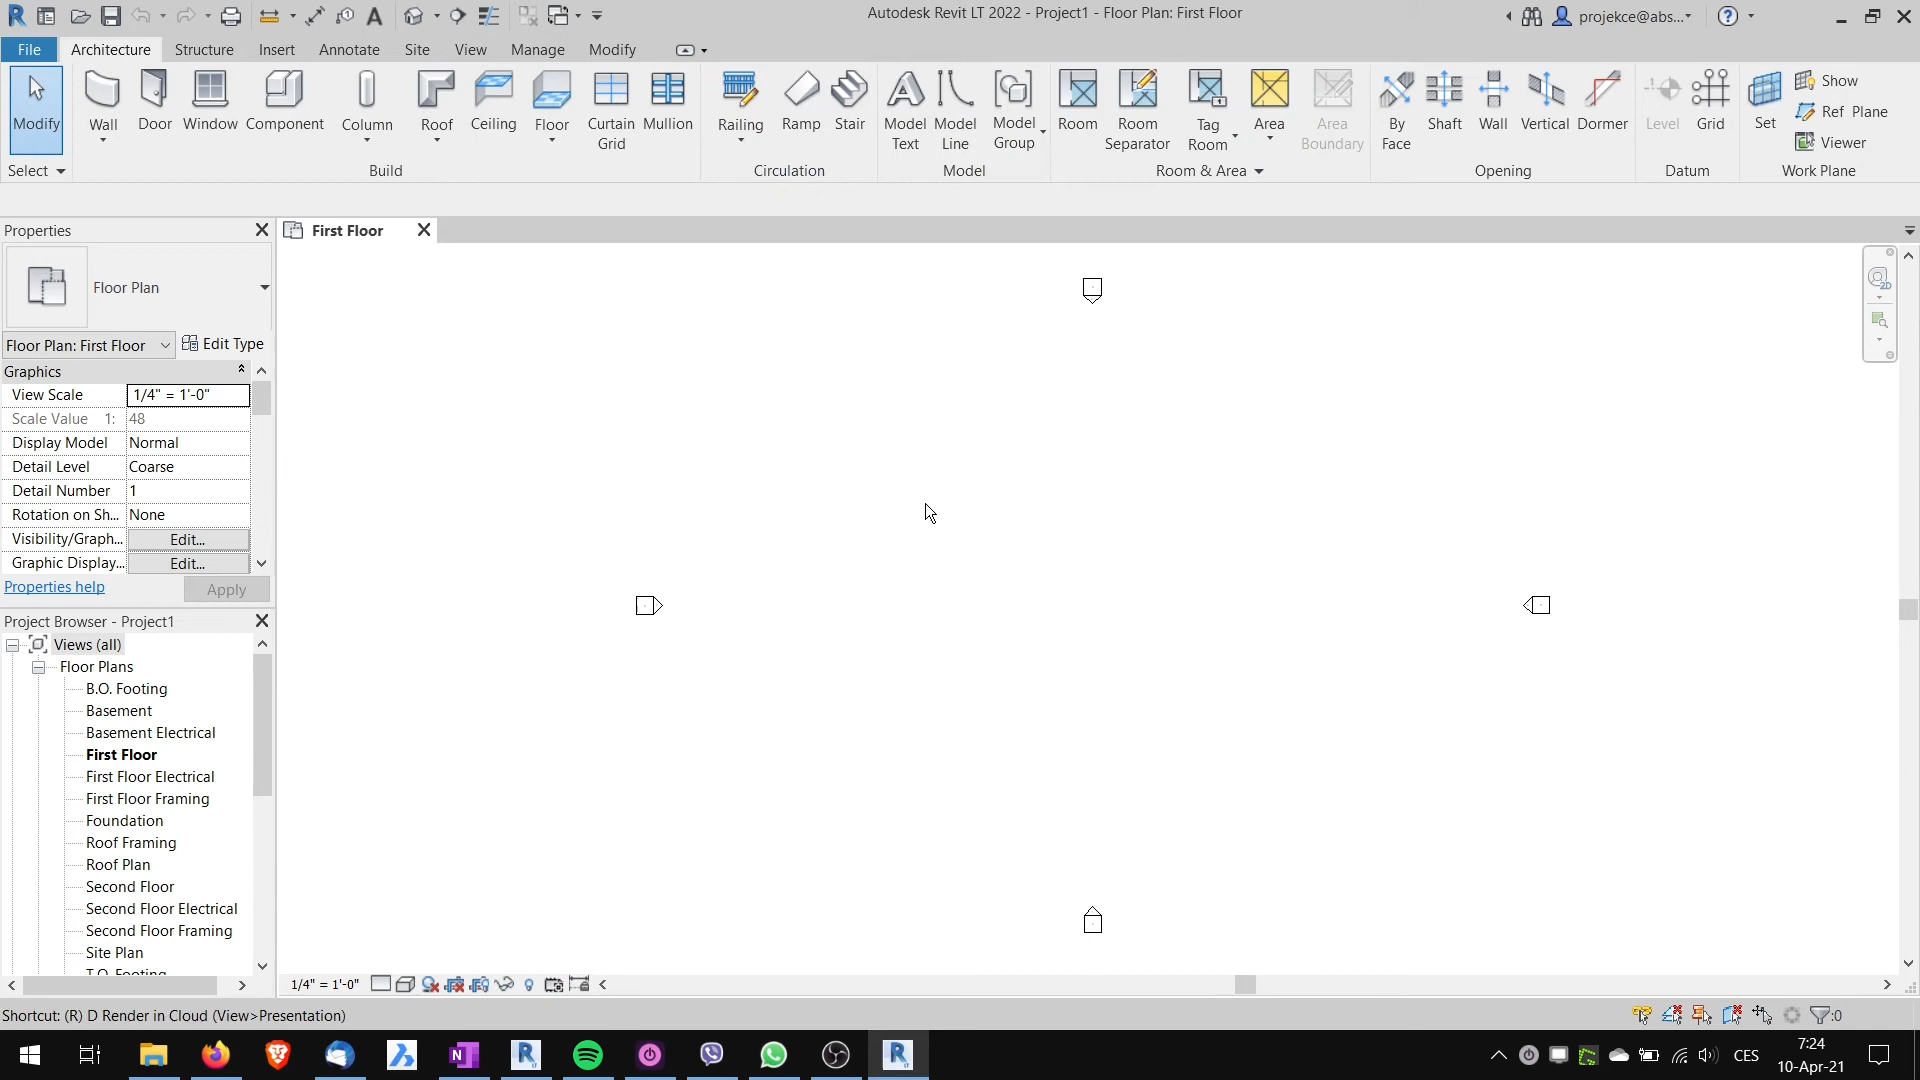 Autodesk Revit LT 2022 - Project1 - Floor Plan: First Floor
projekce@abs...
File Architecture Structure Insert Annotate Site View Manage Modify
Modify
Wall
Door
Window
Component
Column
Roof
Ceiling
Floor
Curtain Grid
Mullion
Railing
Ramp
Stair
Model Text
Model Line
Model Group
Room
Room Separator
Tag Room
Area
Area Boundary
By Face
Shaft
Wall
Vertical
Dormer
Level
Grid
Set
Show
Ref Plane
Viewer
Select Build Circulation Model Room & Area Opening Datum Work Plane
Properties
First Floor
Floor Plan
Floor Plan: First Floor Edit Type
Graphics
View Scale 1/4" = 1'-0"
Scale Value 1: 48
Display Model Normal
Detail Level Coarse
Detail Number 1
Rotation on Sh... None
Visibility/Graph... Edit...
Graphic Display... Edit...
Properties help Apply
Project Browser - Project1
Views (all)
Floor Plans
B.O. Footing
Basement
Basement Electrical
First Floor
First Floor Electrical
First Floor Framing
Foundation
Roof Framing
Roof Plan
Second Floor
Second Floor Electrical
Second Floor Framing
Site Plan
T.O. Footing
2D
1/4" = 1'-0"
Shortcut: (R) D Render in Cloud (View>Presentation)
:0
CES
7:24
10-Apr-21